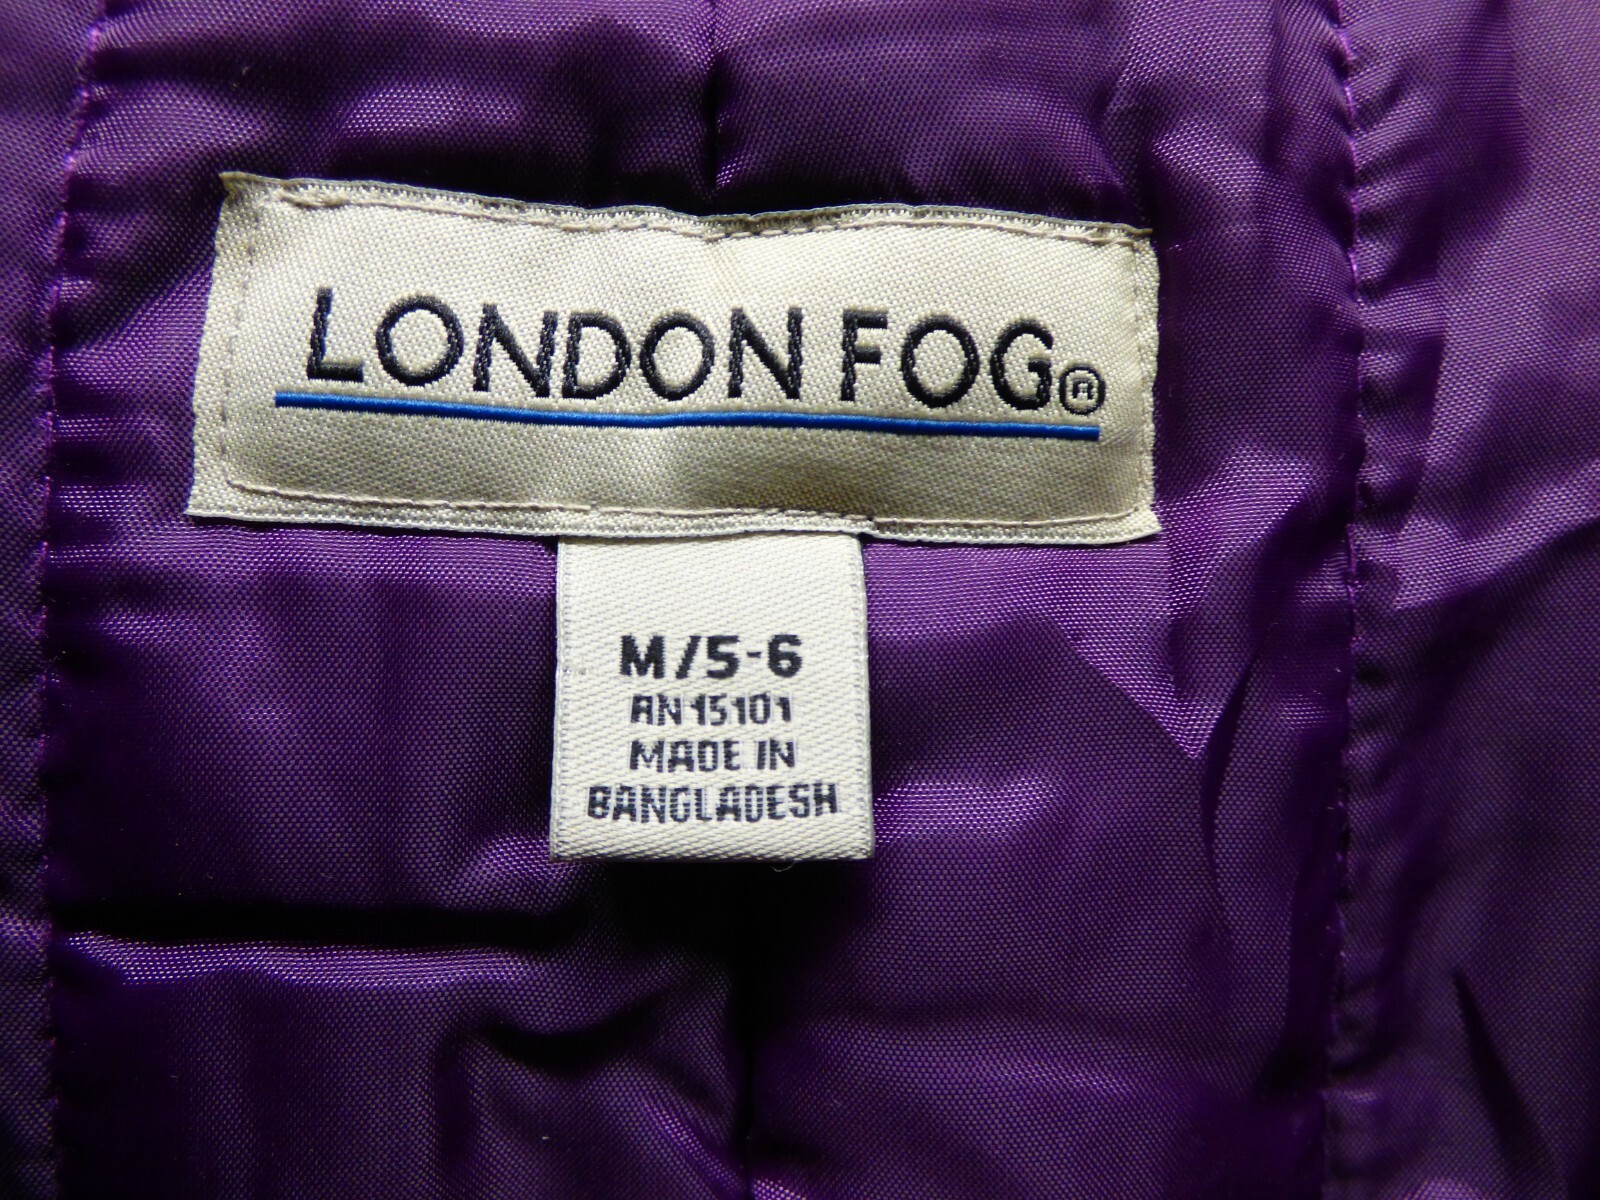 LONDON FOG®
M/5-6
RN 15101
MADE IN
BANGLADESH